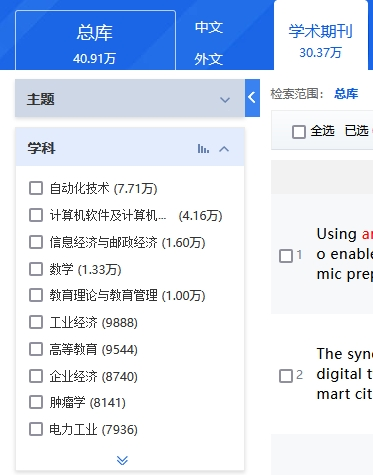 总库
40.91万
中文
外文
学术期刊
30.37万
主题
检索范围： 总库
全选 已选
学科
自动化技术 (7.71万)
计算机软件及计算机... (4.16万)
信息经济与邮政经济 (1.60万)
数学 (1.33万)
教育理论与教育管理 (1.00万)
工业经济 (9888)
高等教育 (9544)
企业经济 (8740)
肿瘤学 (8141)
电力工业 (7936)
1
Using a
o enable
mic prep
2
The syn
digital t
mart cit